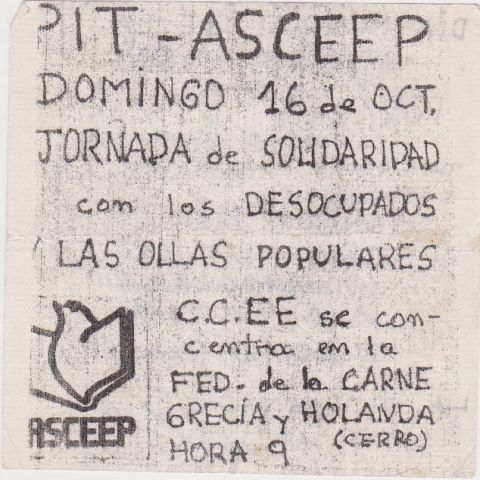 PIT - ASCEEP
DOMINGO 16 de OCT.
JORNADA de SOLIDARIDAD
con los DESOCUPADOS
Y LAS OLLAS POPULARES
C.C.EE se con-
centra en la
FED. de la CARNE
GRECIA y HOLANDA
(CERRO)
HORA 9
ASCEEP